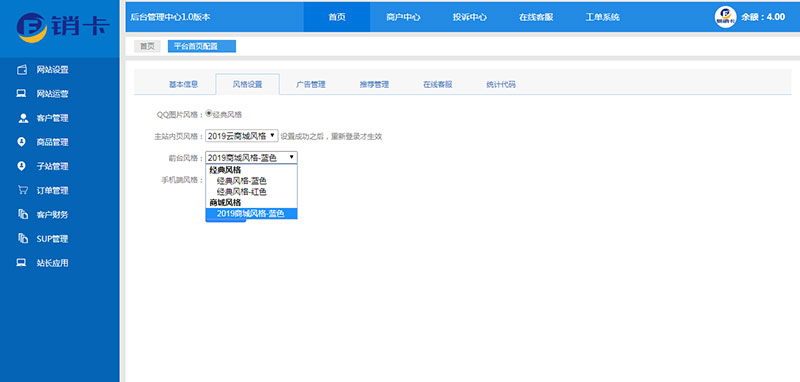 销卡
后台管理中心1.0版本
首页 商户中心 投诉中心 在线客服 工单系统
销卡 余额：4.00
首页 平台首页配置
网站设置
网站运营
客户管理
商品管理
子站管理
订单管理
客户财务
SUP管理
站长应用
基本信息 风格设置 广告管理 推荐管理 在线客服 统计代码
QQ图片风格： 经典风格
主站内页风格： 2019云商城风格 设置成功之后，重新登录才生效
前台风格： 2019商城风格-蓝色
手机端风格：
经典风格
经典风格-蓝色
经典风格-红色
商城风格
2019商城风格-蓝色